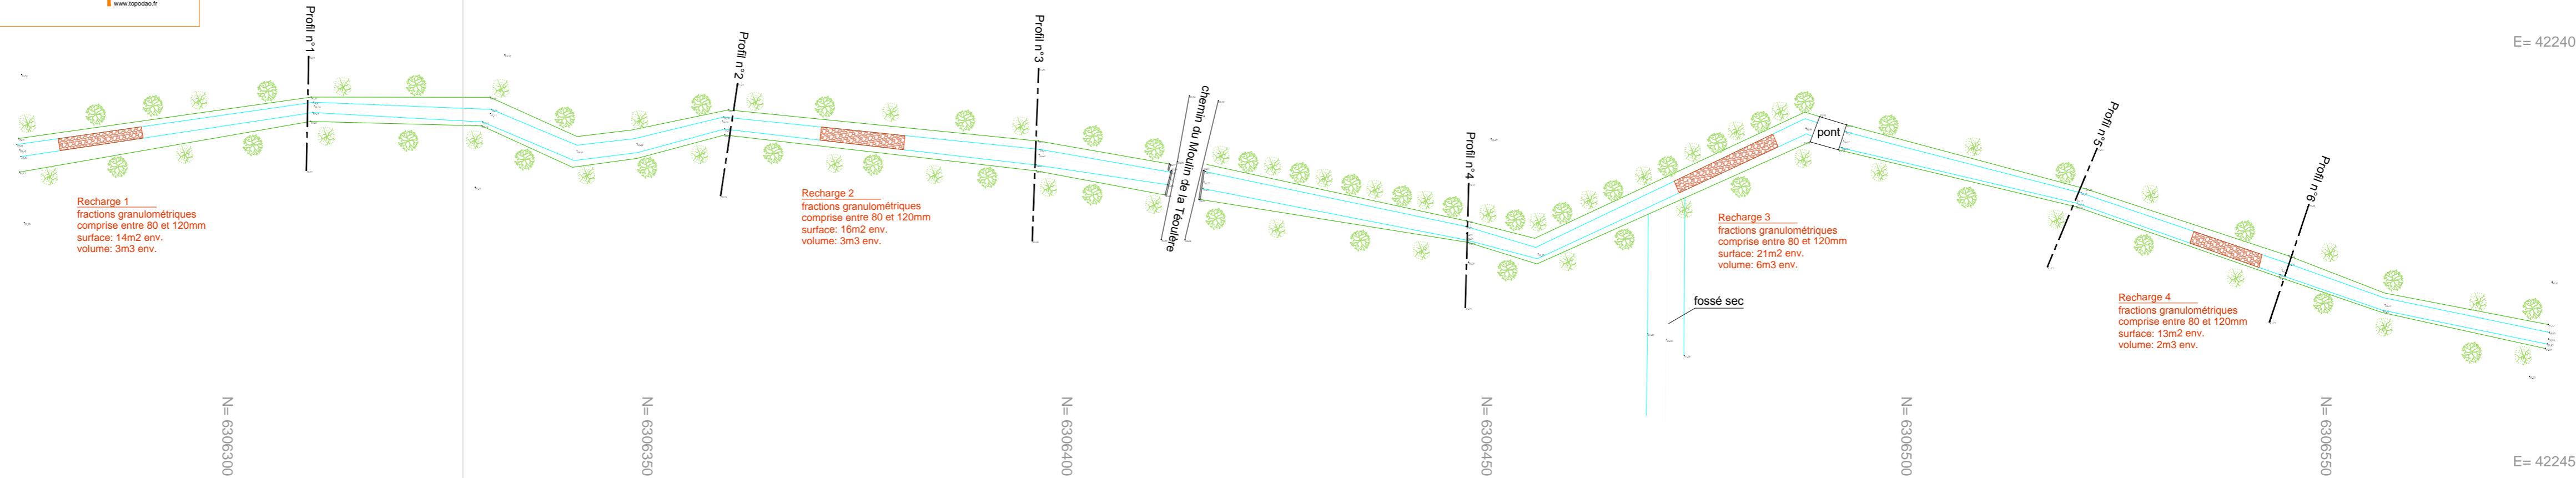 www.topodao.fr
Profil n°1
Profil n°2
Profil n°3
chemin du Moulin de la Téoulère
Profil n°4
pont
Profil n°5
Profil n°6
E= 42240
Recharge 1
fractions granulométriques
comprise entre 80 et 120mm
surface: 14m2 env.
volume: 3m3 env.
Recharge 2
fractions granulométriques
comprise entre 80 et 120mm
surface: 16m2 env.
volume: 3m3 env.
Recharge 3
fractions granulométriques
comprise entre 80 et 120mm
surface: 21m2 env.
volume: 6m3 env.
fossé sec
Recharge 4
fractions granulométriques
comprise entre 80 et 120mm
surface: 13m2 env.
volume: 2m3 env.
N= 6306300
N= 6306350
N= 6306400
N= 6306450
N= 6306500
N= 6306550
E= 42245